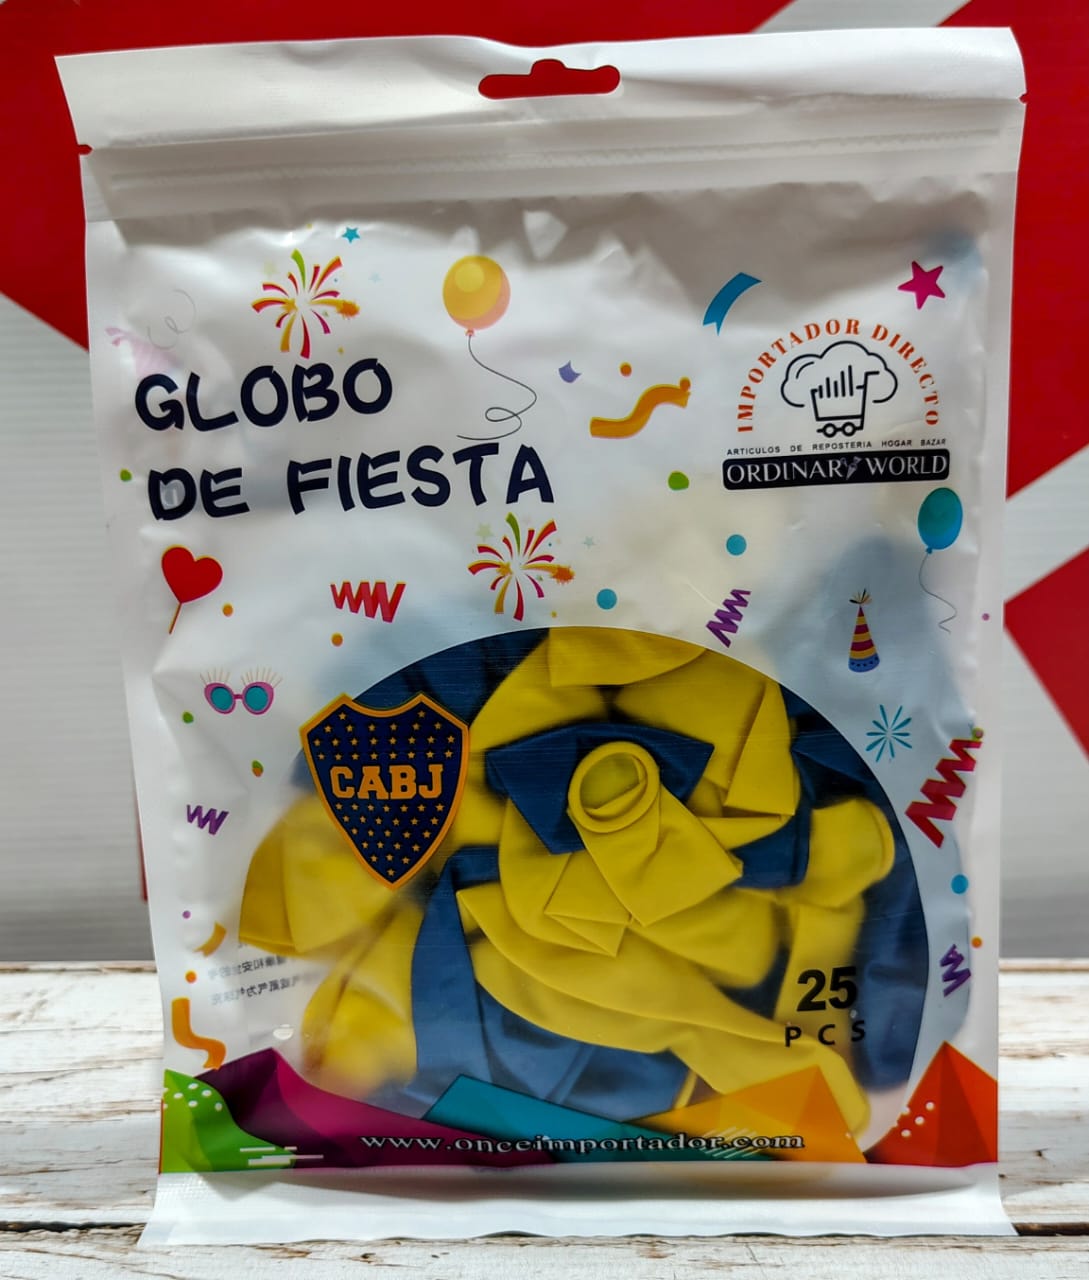 GLOBO
DE FIESTA
IMPORTADOR DIRECTO
ARTICULOS DE REPOSTERIA HOGAR BAZAR
ORDINARY WORLD
CABJ
25
PCS
www.onceimportador.com